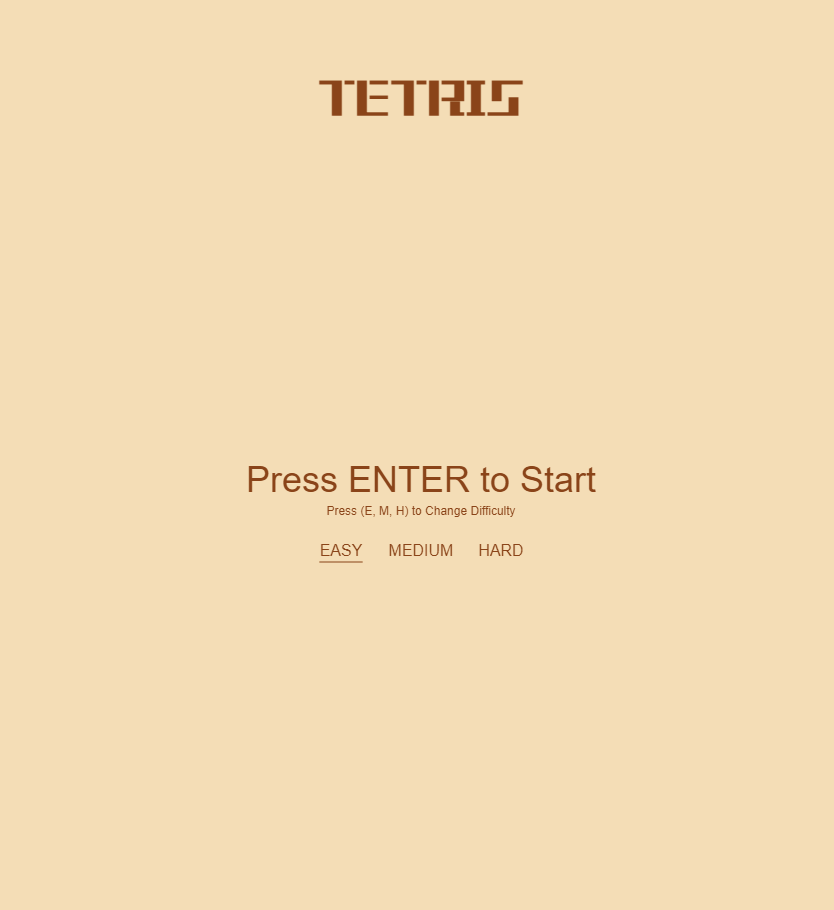 TETRIS
Press ENTER to Start
Press (E, M, H) to Change Difficulty
EASY MEDIUM HARD